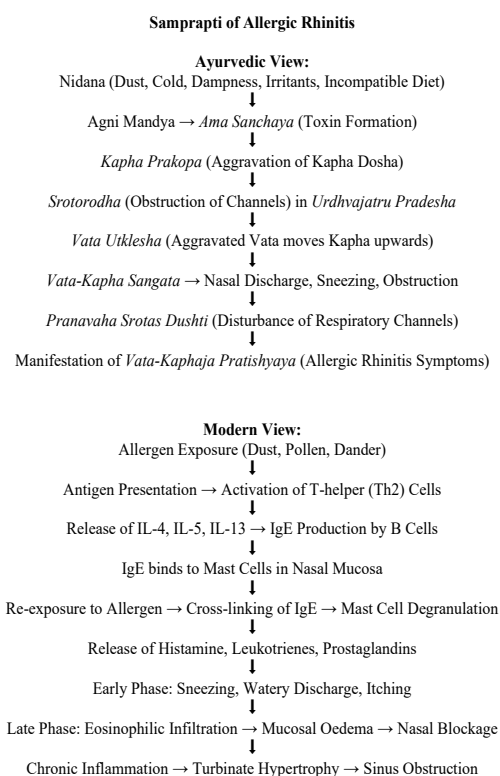 Samprapti of Allergic Rhinitis
Ayurvedic View:
Nidana (Dust, Cold, Dampness, Irritants, Incompatible Diet)
↓
Agni Mandya → Ama Sanchaya (Toxin Formation)
↓
Kapha Prakopa (Aggravation of Kapha Dosha)
↓
Srotorodha (Obstruction of Channels) in Urdhvajatru Pradesha
↓
Vata Utklesha (Aggravated Vata moves Kapha upwards)
↓
Vata-Kapha Sangata → Nasal Discharge, Sneezing, Obstruction
↓
Pranavaha Srotas Dushti (Disturbance of Respiratory Channels)
↓
Manifestation of Vata-Kaphaja Pratishyaya (Allergic Rhinitis Symptoms)
Modern View:
Allergen Exposure (Dust, Pollen, Dander)
↓
Antigen Presentation → Activation of T-helper (Th2) Cells
↓
Release of IL-4, IL-5, IL-13 → IgE Production by B Cells
↓
IgE binds to Mast Cells in Nasal Mucosa
↓
Re-exposure to Allergen → Cross-linking of IgE → Mast Cell Degranulation
↓
Release of Histamine, Leukotrienes, Prostaglandins
↓
Early Phase: Sneezing, Watery Discharge, Itching
↓
Late Phase: Eosinophilic Infiltration → Mucosal Oedema → Nasal Blockage
↓
Chronic Inflammation → Turbinate Hypertrophy → Sinus Obstruction